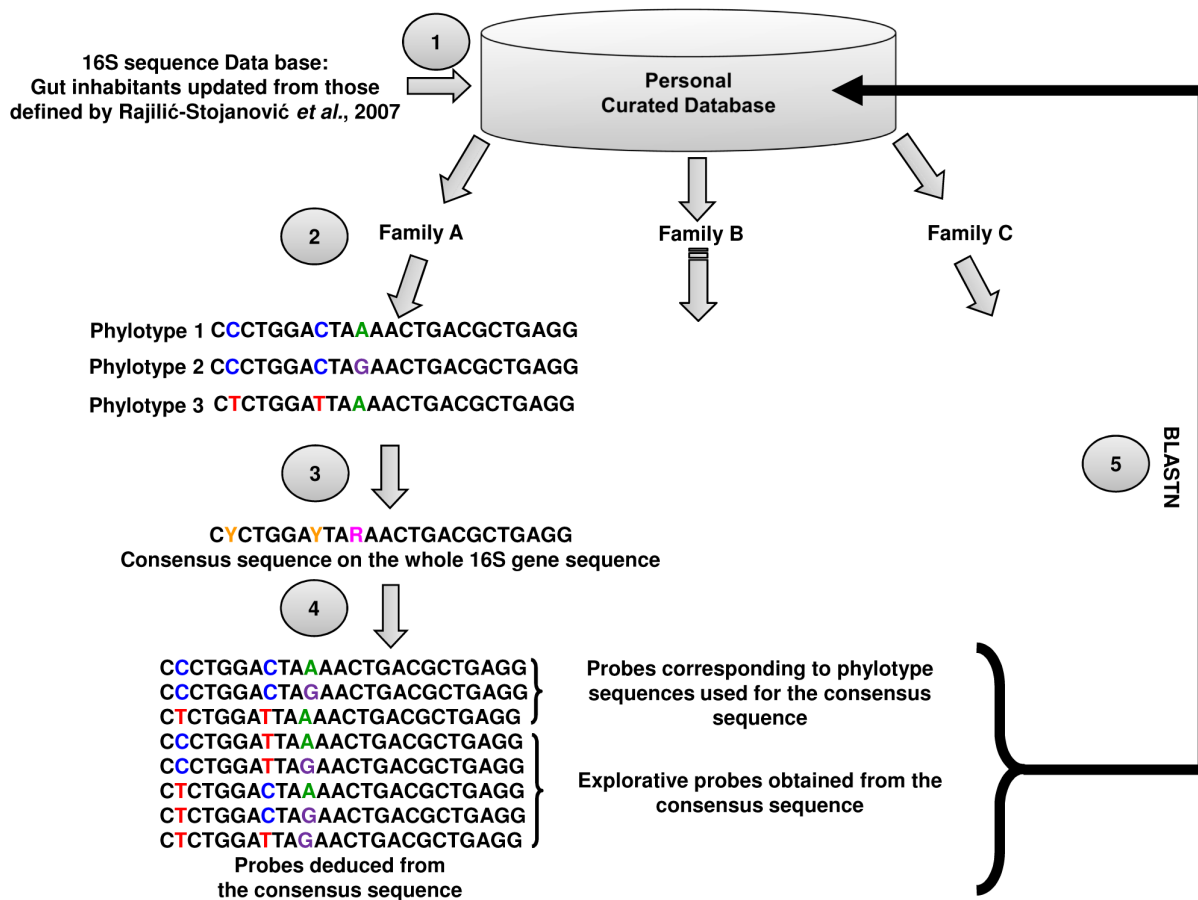 1
16S sequence Data base:
Gut inhabitants updated from those
defined by Rajilić-Stojanović et al., 2007
Personal
Curated Database
2
Family A
Family B
Family C
Phylotype 1 CCCTGGACTAAAACTGACGCTGAGG
Phylotype 2 CCCTGGACTAGAACTGACGCTGAGG
Phylotype 3 CTCTGGATTAAAACTGACGCTGAGG
3
CYCTGGAYTARAACTGACGCTGAGG
Consensus sequence on the whole 16S gene sequence
4
CCCTGGACTAAAACTGACGCTGAGG
CCCTGGACTAGAACTGACGCTGAGG
CTCTGGATTAAAACTGACGCTGAGG
CCCTGGATTAAAACTGACGCTGAGG
CCCTGGATTAGAACTGACGCTGAGG
CTCTGGACTAAAACTGACGCTGAGG
CTCTGGACTAGAACTGACGCTGAGG
CTCTGGATTAGAACTGACGCTGAGG
Probes deduced from
the consensus sequence
Probes corresponding to phylotype
sequences used for the consensus
sequence
Explorative probes obtained from the
consensus sequence
5
BLASTN